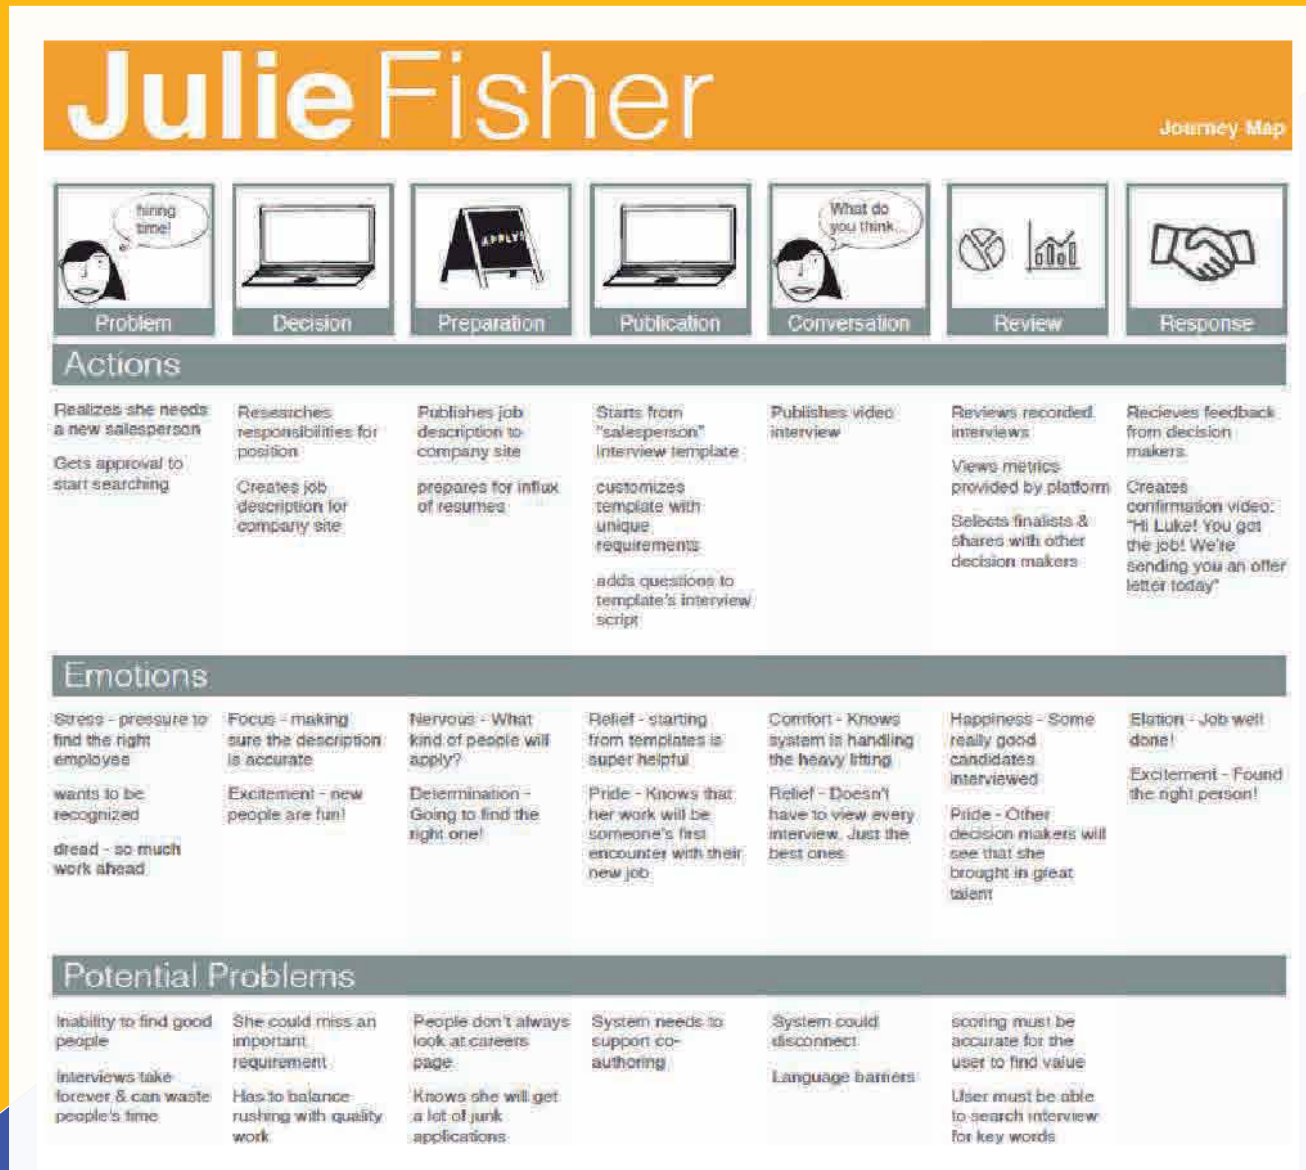 Julie Fisher
Journey Map
hiring
time!
APPLY!
What do
you think...
Problem
Decision
Preparation
Publication
Conversation
Review
Response
Actions
Realizes she needs
a new salesperson
Gets approval to
start searching
Researches
responsibilities for
position
Creates job
description for
company site
Publishes job
description to
company site
prepares for influx
of resumes
Starts from
"salesperson"
interview template
customizes
template with
unique
requirements
adds questions to
template's interview
script
Publishes video
interview
Reviews recorded
interviews
Views metrics
provided by platform
Selects finalists &
shares with other
decision makers
Recieves feedback
from decision
makers.
Creates
confirmation video:
"Hi Luke! You got
the job! We're
sending you an offer
letter today"
Emotions
Stress - pressure to
find the right
employee
wants to be
recognized
dread - so much
work ahead
Focus - making
sure the description
is accurate
Excitement - new
people are fun!
Nervous - What
kind of people will
apply?
Determination -
Going to find the
right one!
Relief - starting
from templates is
super helpful
Pride - Knows that
her work will be
someone's first
encounter with their
new job
Comfort - Knows
system is handling
the heavy lifting
Relief - Doesn't
have to view every
interview. Just the
best ones
Happiness - Some
really good
candidates
interviewed
Pride - Other
decision makers will
see that she
brought in great
talent
Elation - Job well
done!
Excitement - Found
the right person!
Potential Problems
Inability to find good
people
Interviews take
forever & can waste
people's time
She could miss an
important
requirement
Has to balance
rushing with quality
work
People don't always
look at careers
page
Knows she will get
a lot of junk
applications
System needs to
support co-
authoring
System could
disconnect
Language barriers
scoring must be
accurate for the
user to find value
User must be able
to search interview
for key words